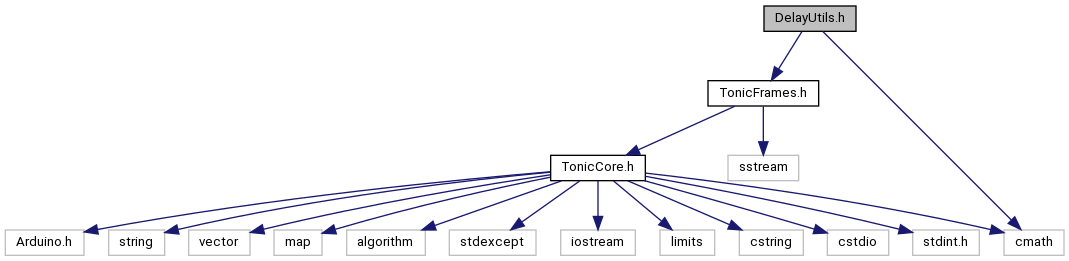 DelayUtils.h
TonicFrames.h
TonicCore.h
sstream
Arduino.h
string
vector
map
algorithm
stdexcept
iostream
limits
cstring
cstdio
stdint.h
cmath